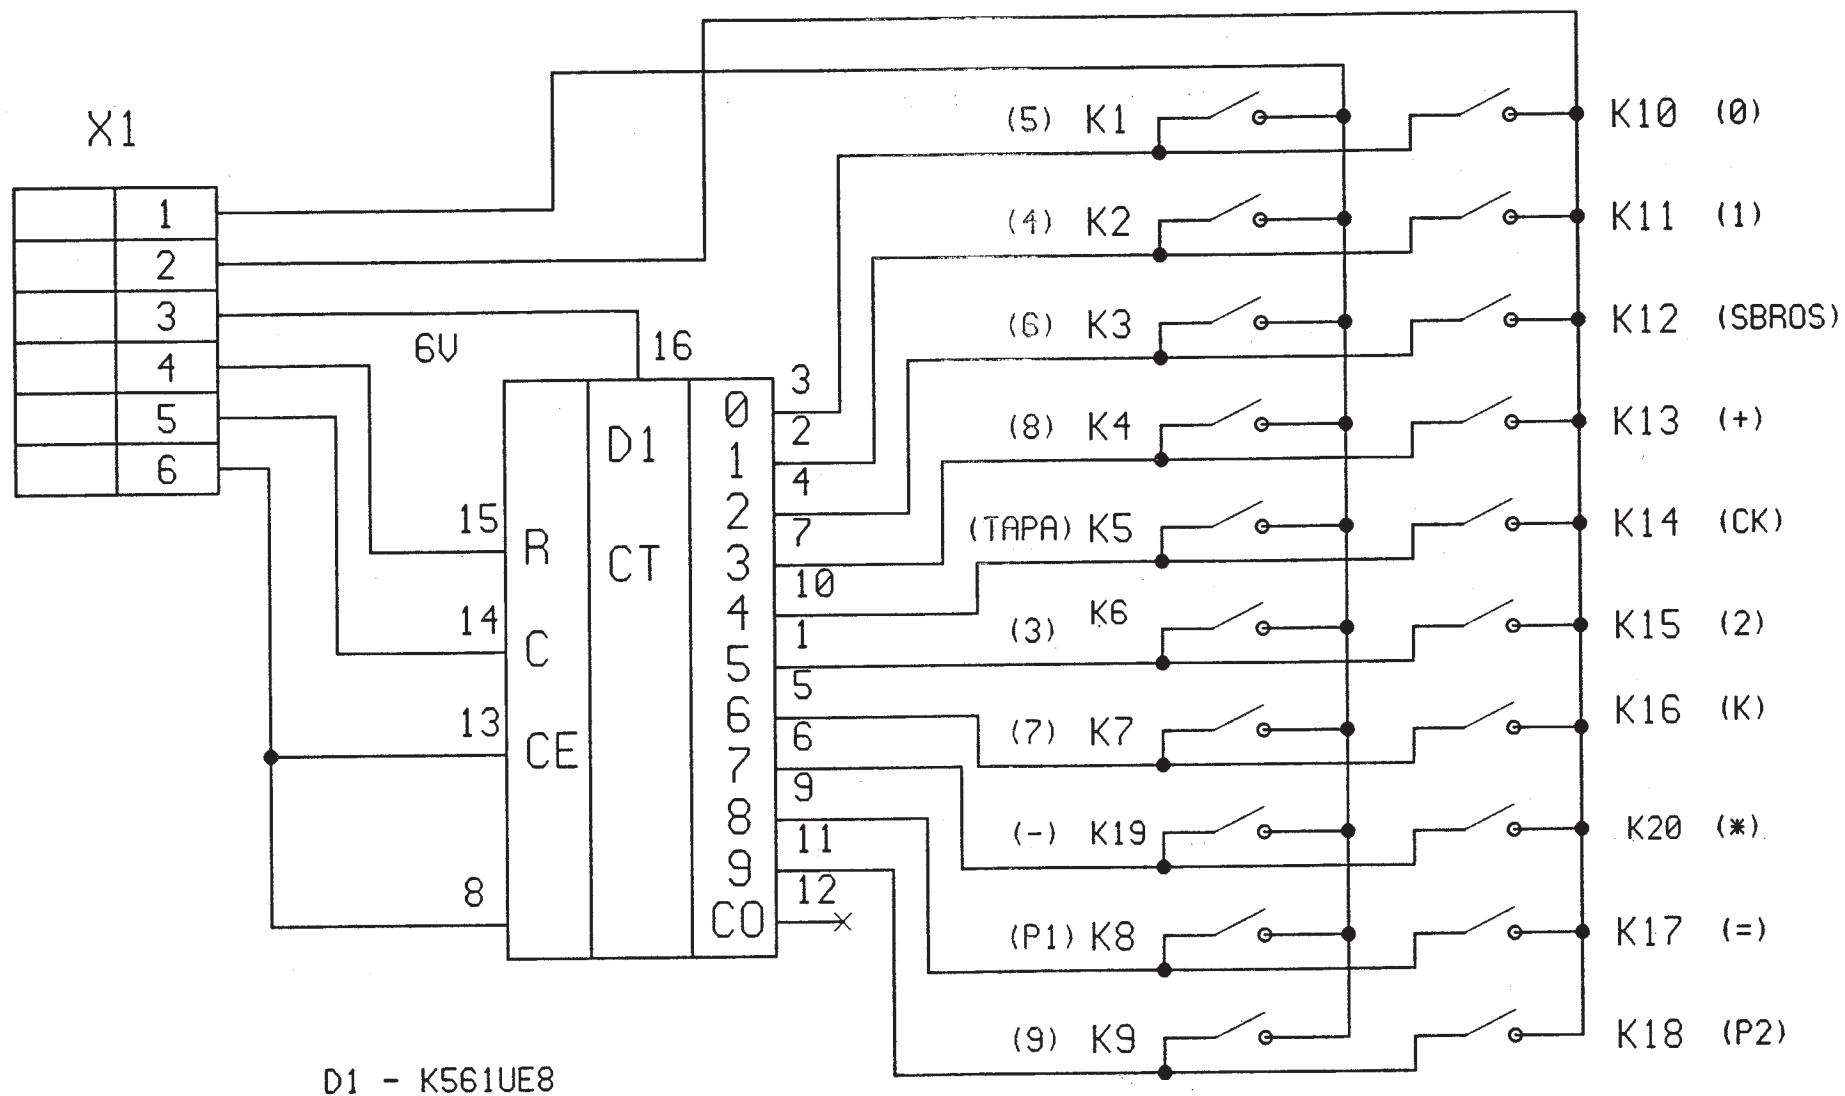 X1
1
2
3
4
5
6
6V
16
15
14
13
8
R
C
CE
D1
CT
0
1
2
3
4
5
6
7
8
9
CO
3
2
4
7
10
1
5
6
9
11
12
(5) K1
K10 (0)
(4) K2
K11 (1)
(6) K3
K12 (SBROS)
(8) K4
K13 (+)
(TAPA) K5
K14 (CK)
(3) K6
K15 (2)
(7) K7
K16 (K)
(-) K19
K20 (*)
(P1) K8
K17 (=)
(9) K9
K18 (P2)
D1 - K561UE8